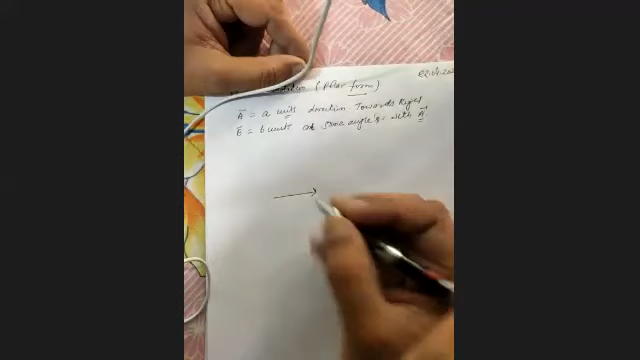 (Polar form)
A = a units direction Towards Right
B = b units at some angle θ with A